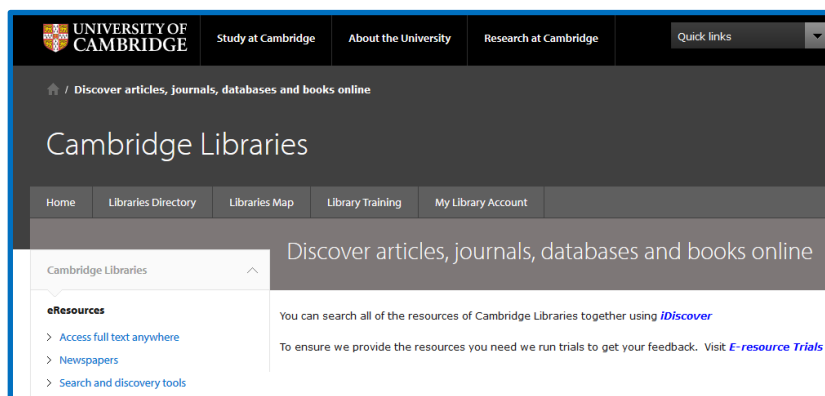 UNIVERSITY OF
CAMBRIDGE
Study at Cambridge
About the University
Research at Cambridge
Quick links
/ Discover articles, journals, databases and books online
Cambridge Libraries
Home
Libraries Directory
Libraries Map
Library Training
My Library Account
Discover articles, journals, databases and books online
Cambridge Libraries
eResources
> Access full text anywhere
> Newspapers
> Search and discovery tools
You can search all of the resources of Cambridge Libraries together using iDiscover
To ensure we provide the resources you need we run trials to get your feedback. Visit E-resource Trials